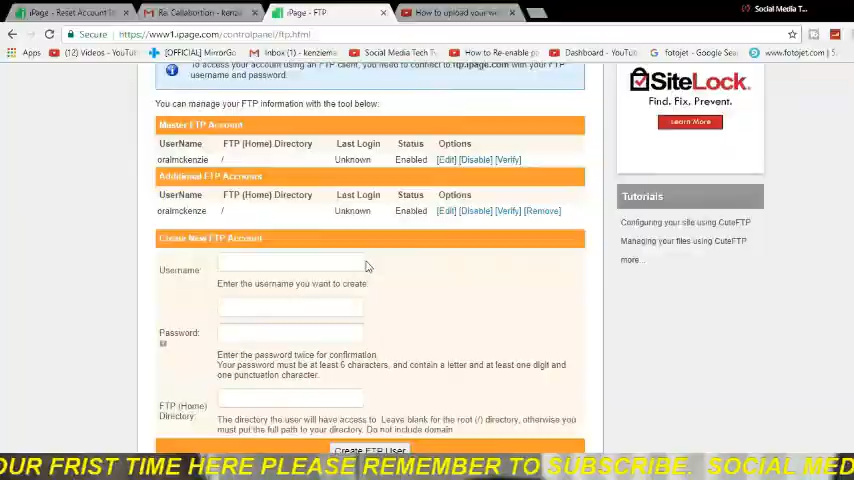 iPage - Reset Account I
Re: Collabortion - kenzie
iPage - FTP
How to upload your we
Social Media T...
Secure
https://www1.ipage.com/controlpanel/ftp.html
(12) Videos - YouTu
[OFFICIAL] MirrorGo
Inbox (1) - kenziem
Social Media Tech T
How to Re-enable p
Dashboard - YouTu
fotojet - Google Sea
www.fotojet.com
To access your account using an FTP client, you need to connect to ftp.ipage.com with your FTP
username and password.
You can manage your FTP information with the tool below:
Master FTP Account
UserName FTP (Home) Directory Last Login Status Options
oralmckenzie / Unknown Enabled [Edit] [Disable] [Verify]
Additional FTP Accounts
UserName FTP (Home) Directory Last Login Status Options
oralmckenze / Unknown Enabled [Edit] [Disable] [Verify] [Remove]
Create New FTP Account
Username:
Enter the username you want to create
Password:
Enter the password twice for confirmation
Your password must be at least 6 characters, and contain a letter and at least one digit and
one punctuation character.
FTP (Home)
Directory:
The directory the user will have access to. Leave blank for the root (/) directory, otherwise you
must put the full path to your directory. Do not include domain
Create FTP User
SiteLock
Find. Fix. Prevent.
Learn More
Tutorials
Configuring your site using CuteFTP
Managing your files using CuteFTP
more...
OUR FRIST TIME HERE PLEASE REMEMBER TO SUBSCRIBE. SOCIAL MED